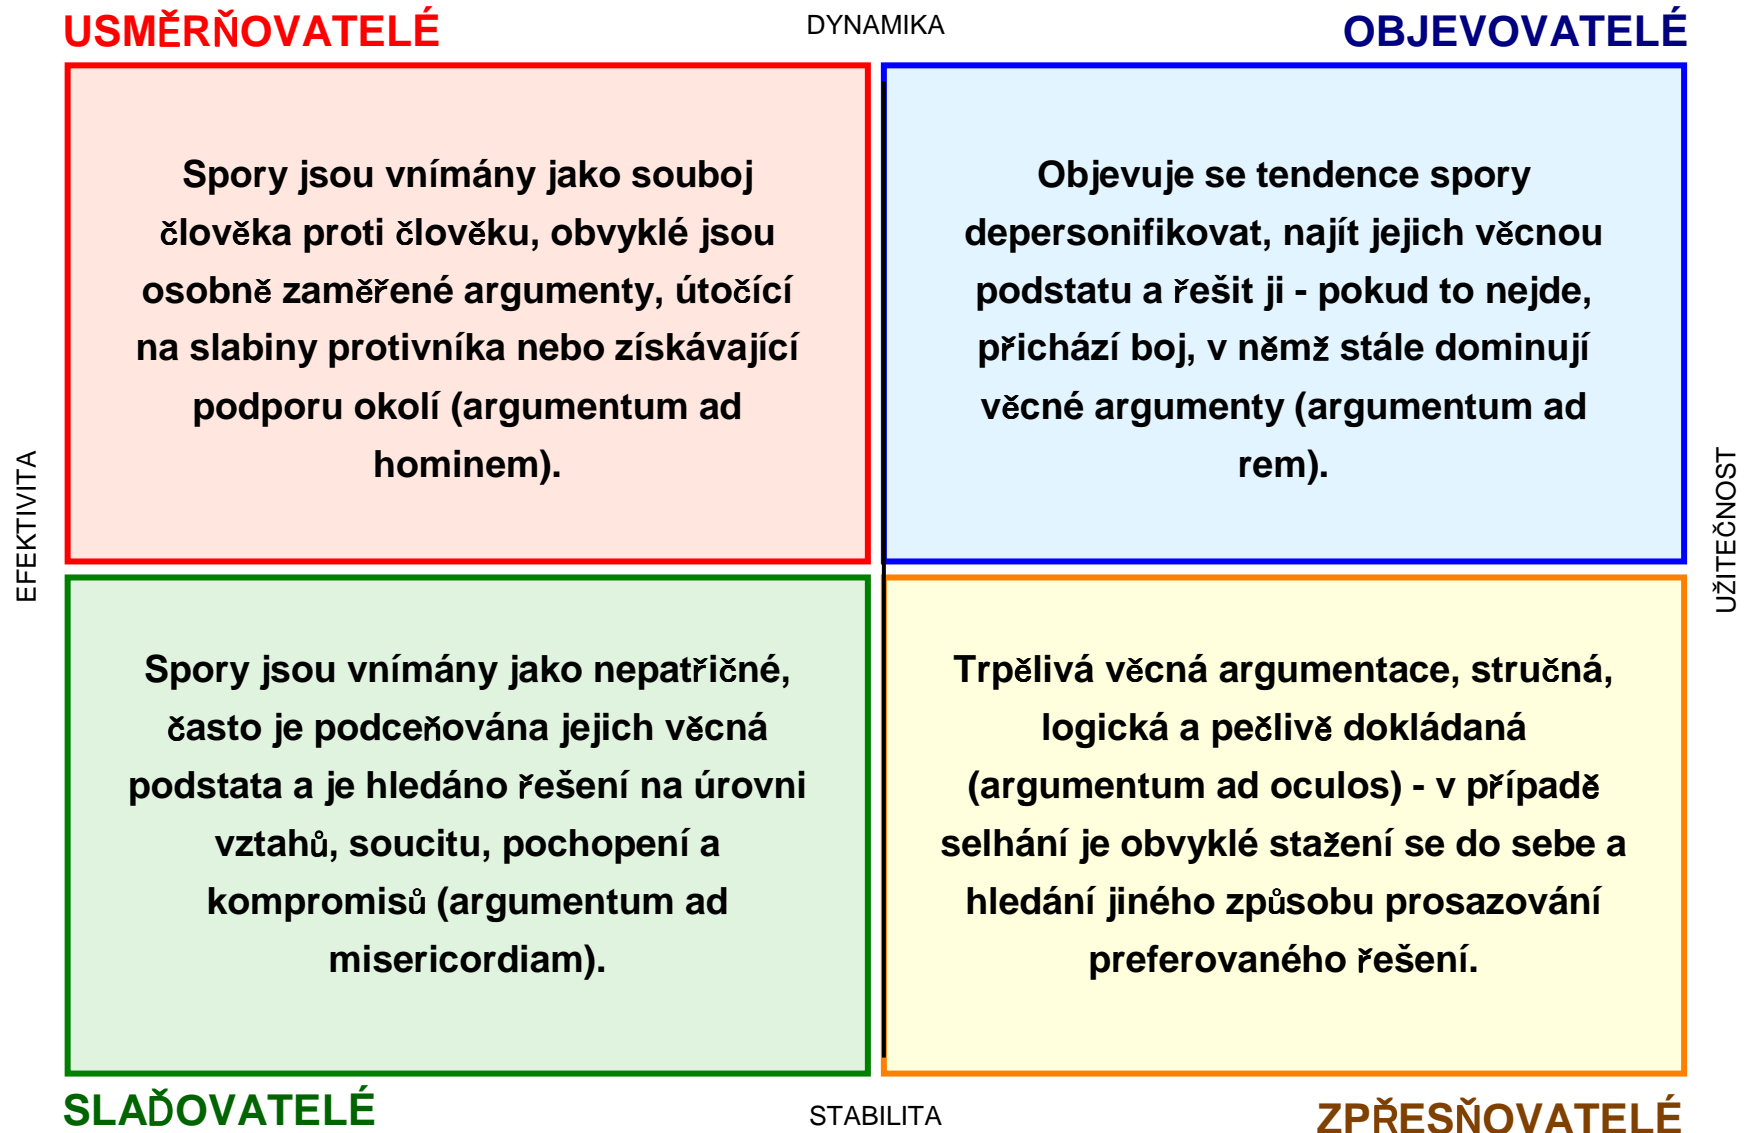 USMĚRŇOVATELÉ
DYNAMIKA
OBJEVOVATELÉ
Spory jsou vnímány jako souboj
člověka proti člověku, obvyklé jsou
osobně zaměřené argumenty, útočící
na slabiny protivníka nebo získávající
podporu okolí (argumentum ad
hominem).
Objevuje se tendence spory
depersonifikovat, najít jejich věcnou
podstatu a řešit ji - pokud to nejde,
přichází boj, v němž stále dominují
věcné argumenty (argumentum ad
rem).
EFEKTIVITA
UŽITEČNOST
Spory jsou vnímány jako nepatřičné,
často je podceňována jejich věcná
podstata a je hledáno řešení na úrovni
vztahů, soucitu, pochopení a
kompromisů (argumentum ad
misericordiam).
Trpělivá věcná argumentace, stručná,
logická a pečlivě dokládaná
(argumentum ad oculos) - v případě
selhání je obvyklé stažení se do sebe a
hledání jiného způsobu prosazování
preferovaného řešení.
SLAĎOVATELÉ
STABILITA
ZPŘESŇOVATELÉ